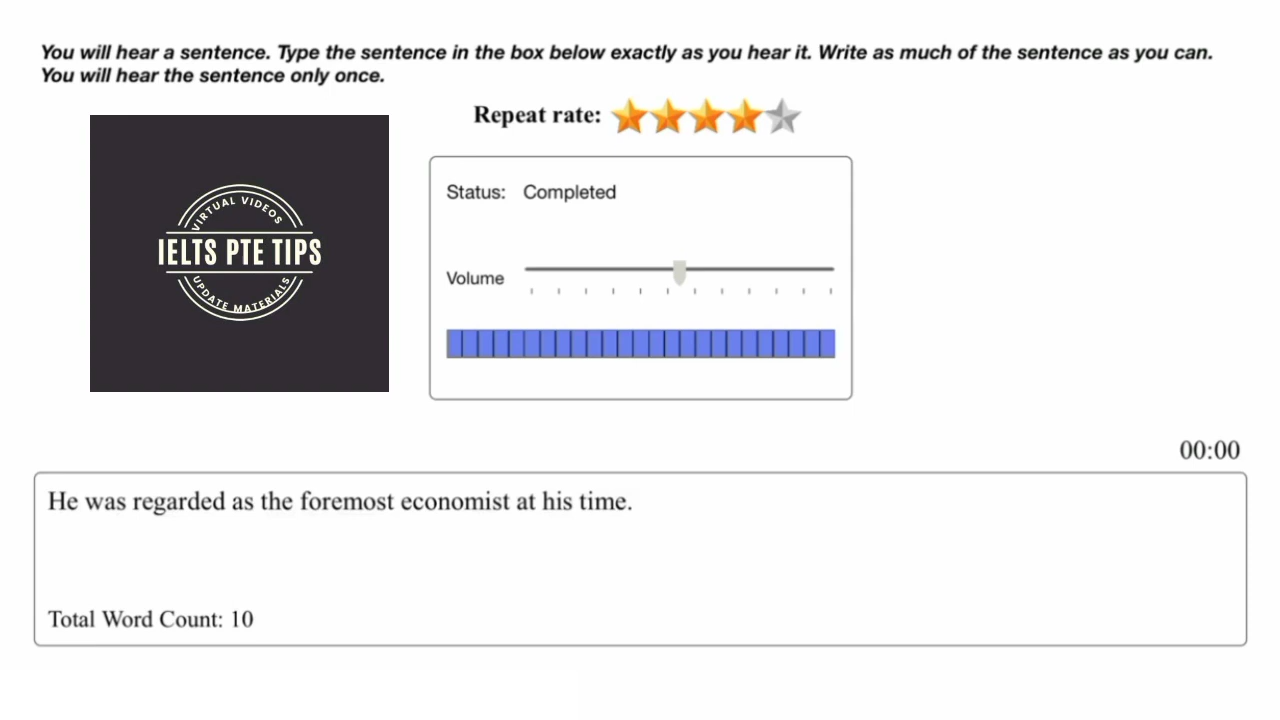 You will hear a sentence. Type the sentence in the box below exactly as you hear it. Write as much of the sentence as you can.
You will hear the sentence only once.
Repeat rate:
Status: Completed
VIRTUAL VIDEOS
IELTS PTE TIPS
UPDATE MATERIALS
Volume
00:00
He was regarded as the foremost economist at his time.
Total Word Count: 10